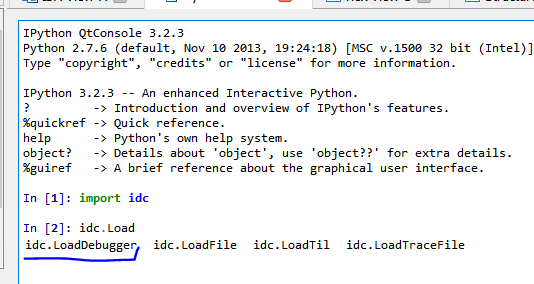 IPython QtConsole 3.2.3
Python 2.7.6 (default, Nov 10 2013, 19:24:18) [MSC v.1500 32 bit (Intel)]
Type "copyright", "credits" or "license" for more information.
IPython 3.2.3 -- An enhanced Interactive Python.
?         -> Introduction and overview of IPython's features.
%quickref -> Quick reference.
help      -> Python's own help system.
object?   -> Details about 'object', use 'object??' for extra details.
%guiref   -> A brief reference about the graphical user interface.
In [1]: import idc
In [2]: idc.Load
idc.LoadDebugger  idc.LoadFile  idc.LoadTil  idc.LoadTraceFile